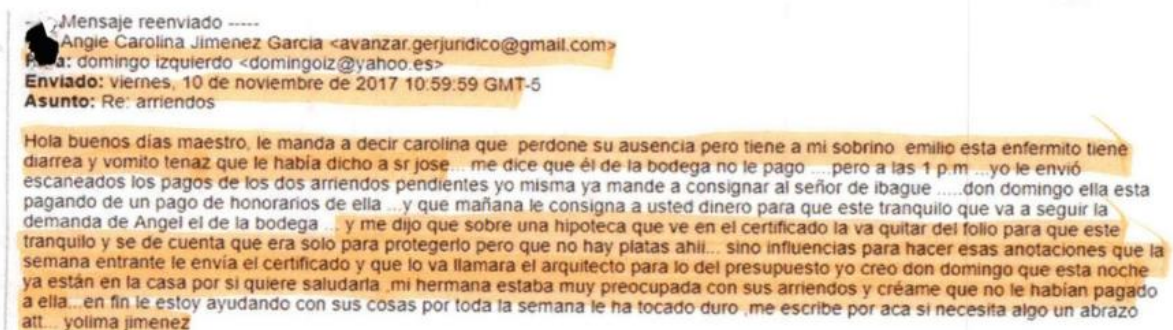 Mensaje reenviado -----
Angie Carolina Jimenez Garcia <avanzar.gerjuridico@gmail.com>
domingo izquierdo <domingoiz@yahoo.es>
Enviado: viernes, 10 de noviembre de 2017 10:59:59 GMT-5
Asunto: Re: arriendos
Hola buenos días maestro, le manda a decir carolina que perdone su ausencia pero tiene a mi sobrino emilio esta enfermito tiene
diarrea y vomito tenaz que le había dicho a sr jose... me dice que él de la bodega no le pago ....pero a las 1 p.m ...yo le envió
escaneados los pagos de los dos arriendos pendientes yo misma ya mande a consignar al señor de ibague .....don domingo ella esta
pagando de un pago de honorarios de ella ...y que mañana le consigna a usted dinero para que este tranquilo que va a seguir la
demanda de Angel el de la bodega ... y me dijo que sobre una hipoteca que ve en el certificado la va quitar del folio para que este
tranquilo y se de cuenta que era solo para protegerlo pero que no hay platas ahii... sino influencias para hacer esas anotaciones que la
semana entrante le envía el certificado y que lo va llamara el arquitecto para lo del presupuesto yo creo don domingo que esta noche
ya están en la casa por si quiere saludarla ,mi hermana estaba muy preocupada con sus arriendos y créame que no le habían pagado
a ella...en fin le estoy ayudando con sus cosas por toda la semana le ha tocado duro ,me escribe por aca si necesita algo un abrazo
att... yolima jimenez